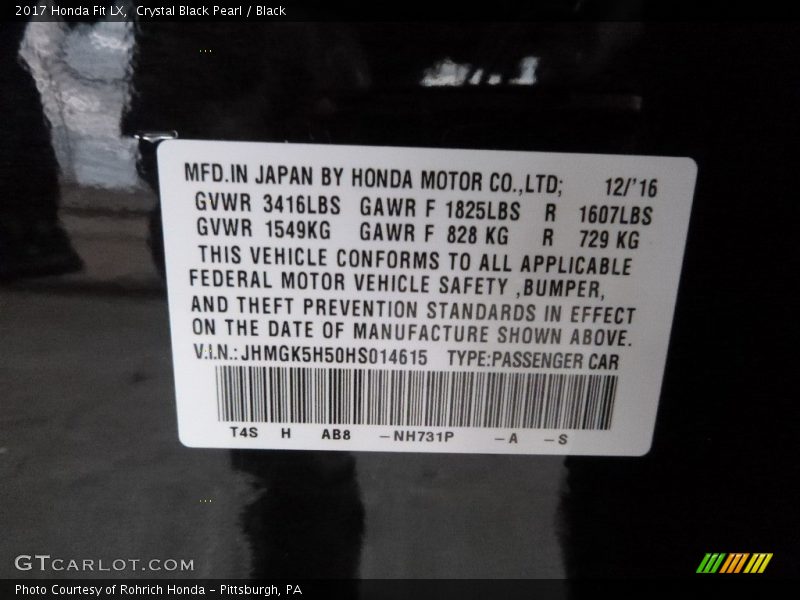 2017 Honda Fit LX, Crystal Black Pearl / Black
MFD.IN JAPAN BY HONDA MOTOR CO.,LTD; 12/'16
GVWR 3416LBS GAWR F 1825LBS R 1607LBS
GVWR 1549KG GAWR F 828 KG R 729 KG
THIS VEHICLE CONFORMS TO ALL APPLICABLE
FEDERAL MOTOR VEHICLE SAFETY ,BUMPER,
AND THEFT PREVENTION STANDARDS IN EFFECT
ON THE DATE OF MANUFACTURE SHOWN ABOVE.
V.I.N.: JHMGK5H50HS014615 TYPE:PASSENGER CAR
T4S H AB8 -NH731P -A -S
GTCARLOT.COM
Photo Courtesy of Rohrich Honda - Pittsburgh, PA